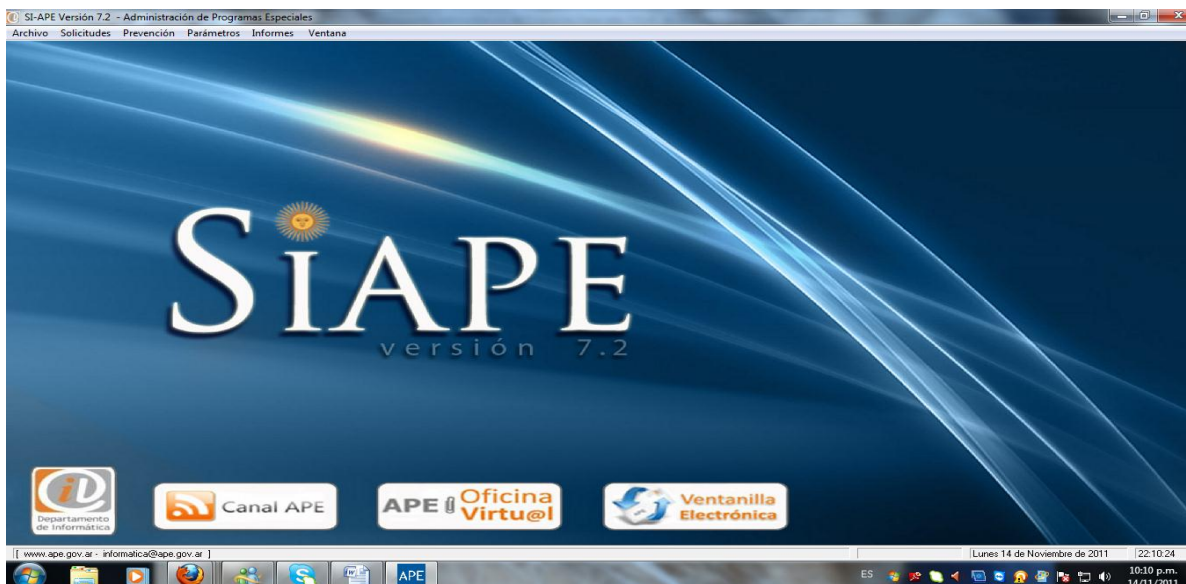 SI-APE Versión 7.2 - Administración de Programas Especiales
Archivo Solicitudes Prevención Parámetros Informes Ventana
SiAPE
versión 7.2
iD
Departamento
de Informática
Canal APE
APE Oficina
Virtu@l
Ventanilla
Electrónica
[ www.ape.gov.ar - informatica@ape.gov.ar ] Lunes 14 de Noviembre de 2011 22:10:24
APE ES 10:10 p.m.
14/11/2011